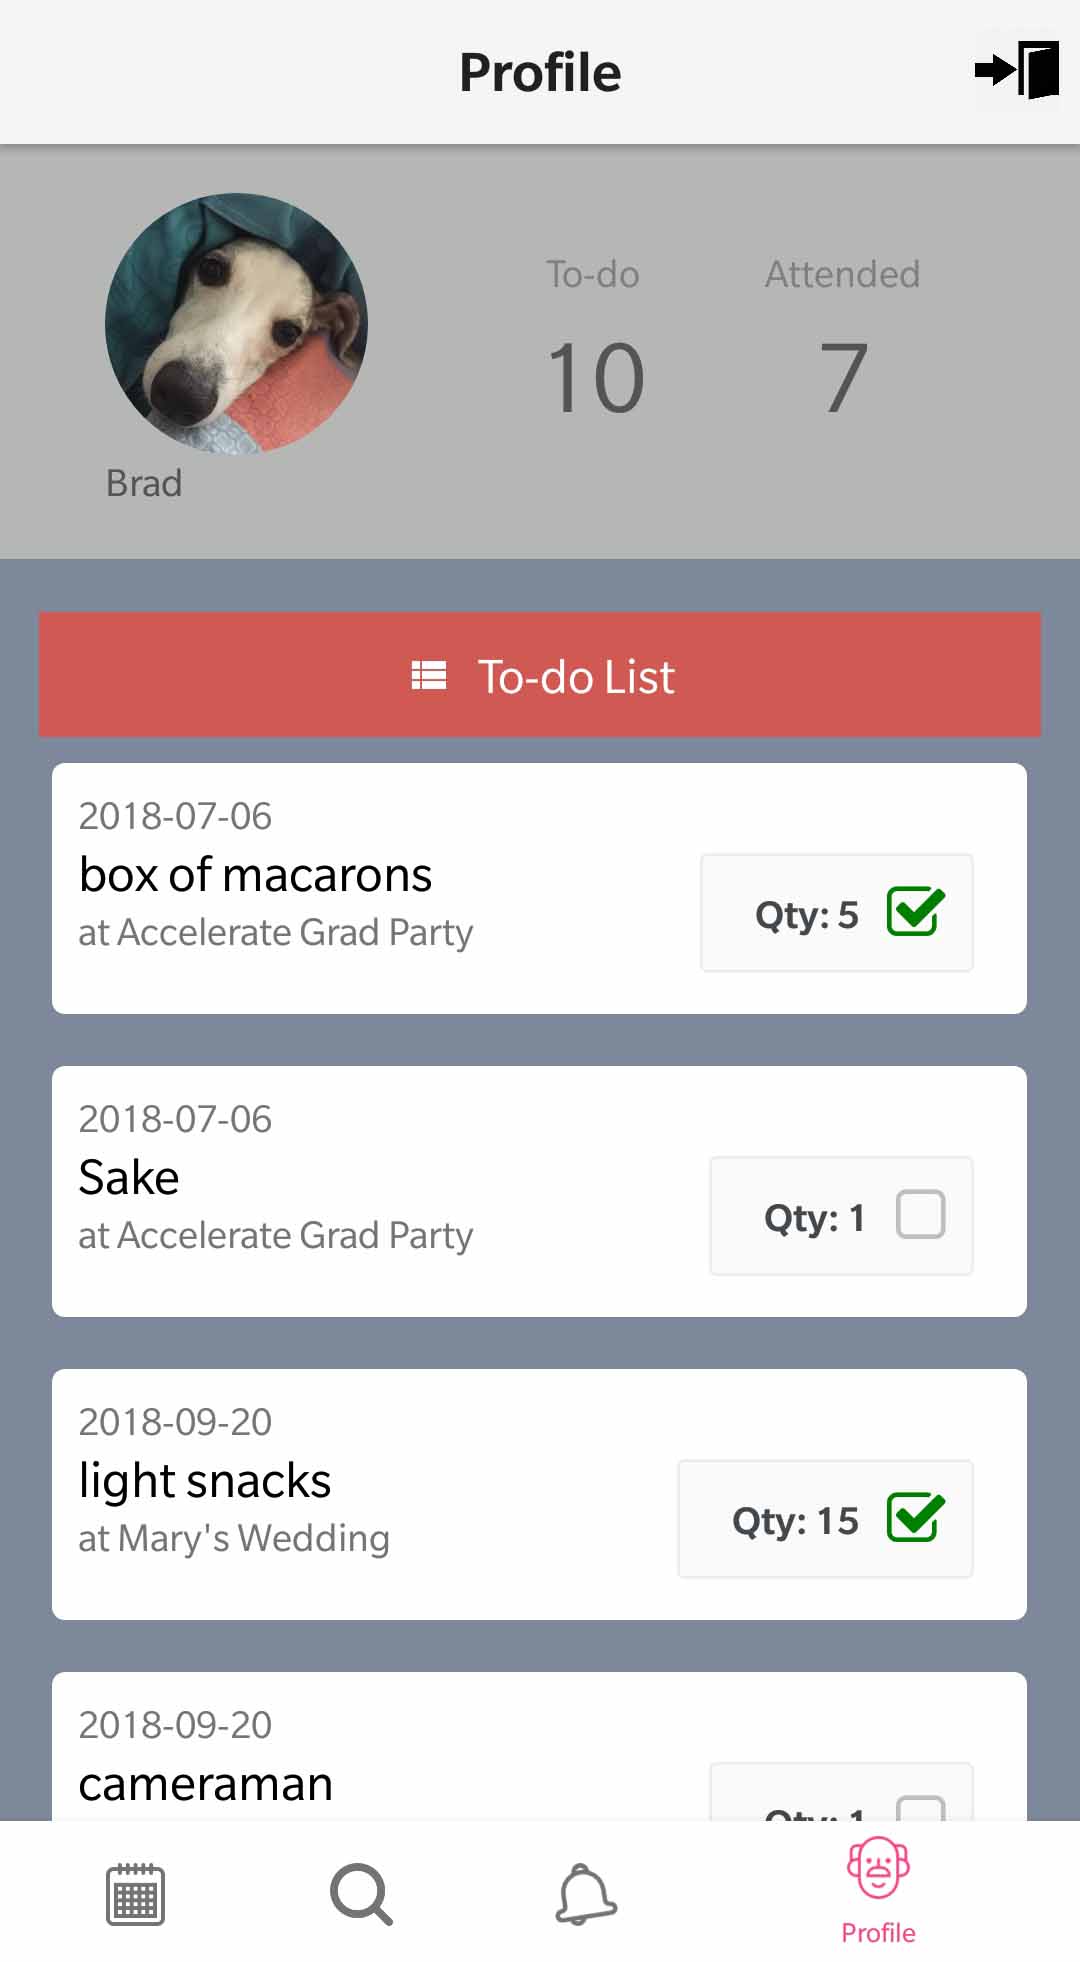 Profile
To-do Attended
10 7
Brad
To-do List
2018-07-06
box of macarons
at Accelerate Grad Party
Qty: 5
2018-07-06
Sake
at Accelerate Grad Party
Qty: 1
2018-09-20
light snacks
at Mary's Wedding
Qty: 15
2018-09-20
cameraman
Qty: 1
Profile